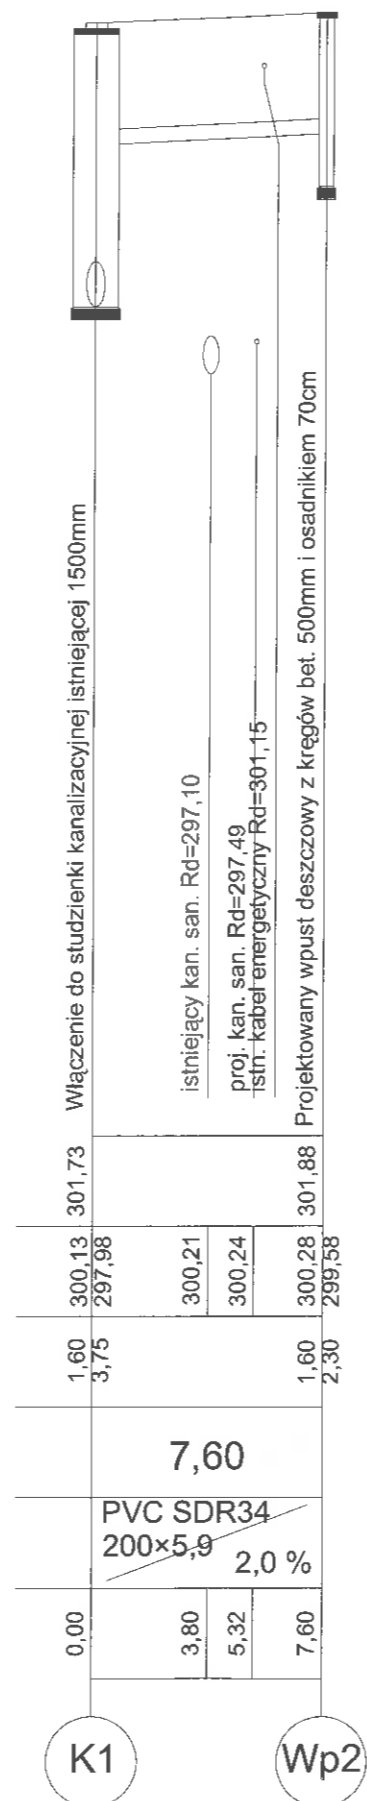 Włączenie do studzienki kanalizacyjnej istniejącej 1500mm
istniejący kan. san. Rd=297,10
proj. kan. san. Rd=297,49
istn. kabel energetyczny Rd=301,15
Projektowany wpust deszczowy z kręgów bet. 500mm i osadnikiem 70cm
301,73
301,88
300,13
297,98
300,21
300,24
300,28
299,58
1,60
3,75
1,60
2,30
7,60
PVC SDR34
200×5,9
2,0 %
0,00
3,80
5,32
7,60
K1
Wp2